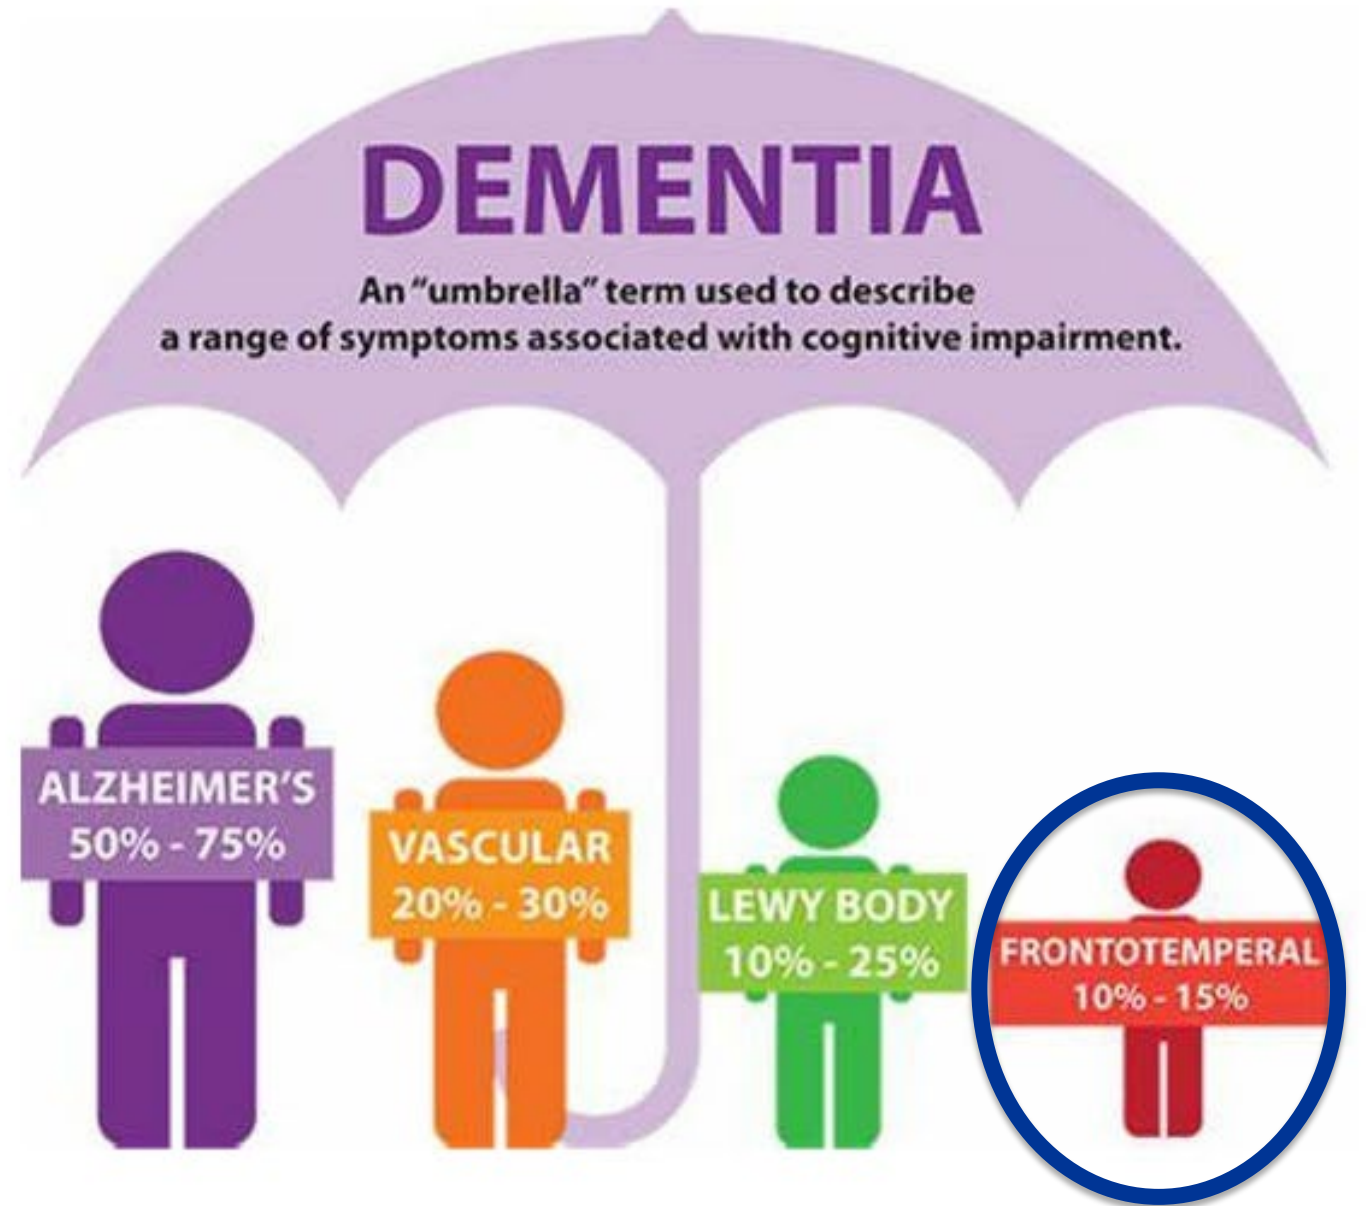 DEMENTIA
An “umbrella” term used to describe
a range of symptoms associated with cognitive impairment.
ALZHEIMER’S
50% - 75%
VASCULAR
20% - 30%
LEWY BODY
10% - 25%
FRONTOTEMPERAL
10% - 15%